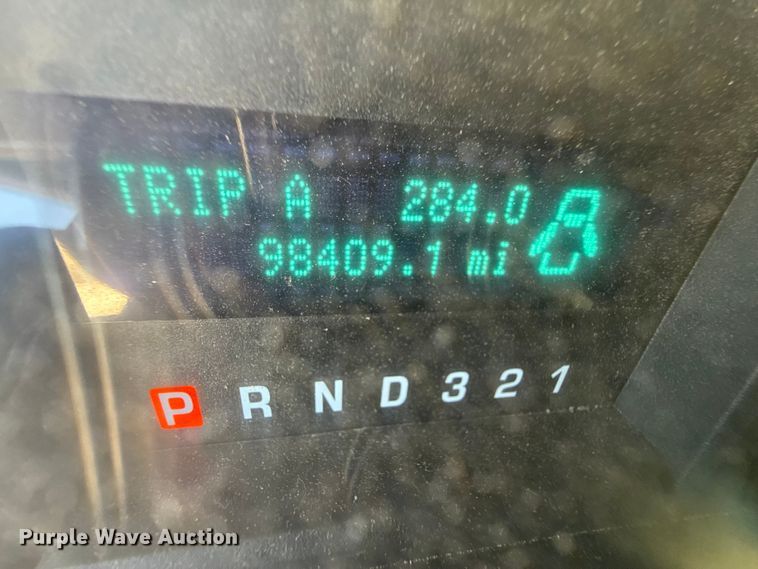 TRIP A 284.0
98409.1 mi
P R N D 3 2 1
Purple Wave Auction